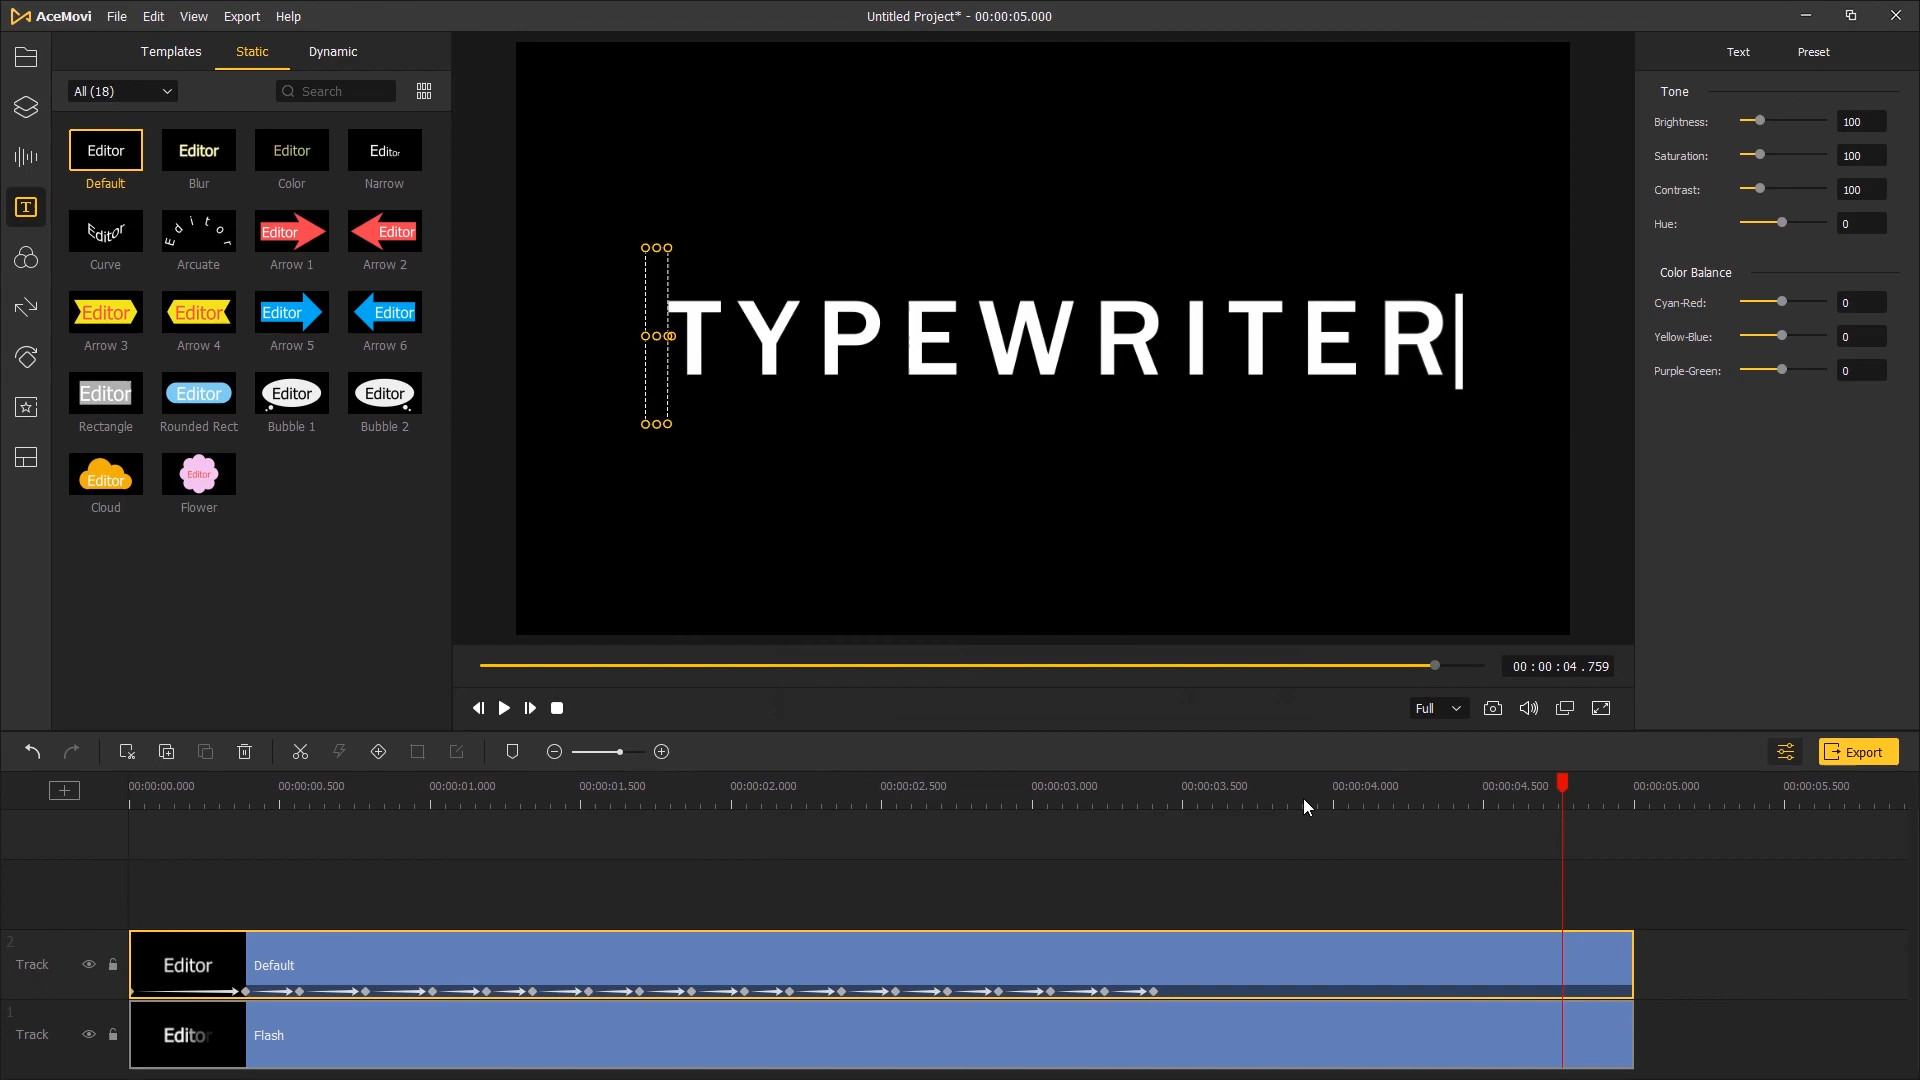 AceMovi File Edit View Export Help
Untitled Project* - 00:00:05.000
Templates Static Dynamic
All (18)
Search
Editor Editor Editor Editor
Default Blur Color Narrow
Editor Editor Editor Editor
Curve Arcuate Arrow 1 Arrow 2
Editor Editor Editor Editor
Arrow 3 Arrow 4 Arrow 5 Arrow 6
Editor Editor Editor Editor
Rectangle Rounded Rect Bubble 1 Bubble 2
Editor Editor
Cloud Flower
TYPEWRITER|
00:00:04.759
Full
Text Preset
Tone
Brightness: 100
Saturation: 100
Contrast: 100
Hue: 0
Color Balance
Cyan-Red: 0
Yellow-Blue: 0
Purple-Green: 0
Export
00:00:00.000 00:00:00.500 00:00:01.000 00:00:01.500 00:00:02.000 00:00:02.500 00:00:03.000 00:00:03.500 00:00:04.000 00:00:04.500 00:00:05.000 00:00:05.500
2
Track
Editor
Default
1
Track
Editor
Flash